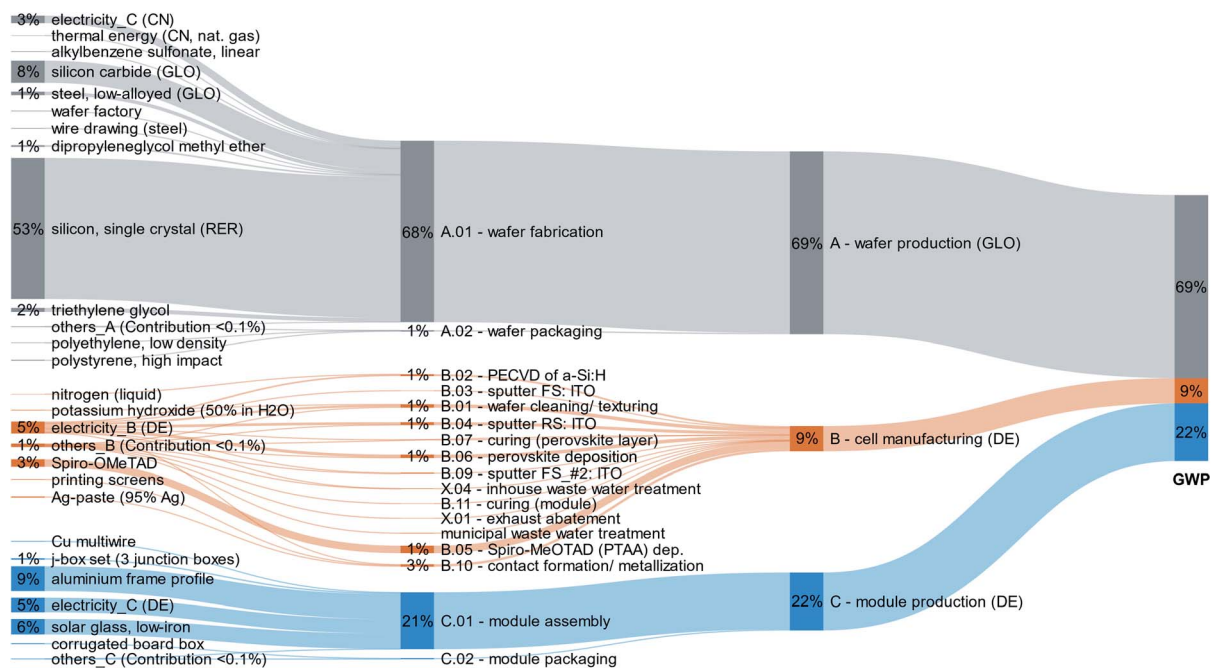 3% electricity_C (CN)
thermal energy (CN, nat. gas)
alkylbenzene sulfonate, linear
8% silicon carbide (GLO)
1% steel, low-alloyed (GLO)
wafer factory
wire drawing (steel)
1% dipropyleneglycol methyl ether
53% silicon, single crystal (RER)
2% triethylene glycol
others_A (Contribution <0.1%)
polyethylene, low density
polystyrene, high impact
nitrogen (liquid)
potassium hydroxide (50% in H2O)
5% electricity_B (DE)
1% others_B (Contribution <0.1%)
3% Spiro-OMeTAD
printing screens
Ag-paste (95% Ag)
Cu multiwire
1% j-box set (3 junction boxes)
9% aluminium frame profile
5% electricity_C (DE)
6% solar glass, low-iron
corrugated board box
others_C (Contribution <0.1%)
68% A.01 - wafer fabrication
1% A.02 - wafer packaging
1% B.02 - PECVD of a-Si:H
B.03 - sputter FS: ITO
1% B.01 - wafer cleaning/ texturing
1% B.04 - sputter RS: ITO
B.07 - curing (perovskite layer)
1% B.06 - perovskite deposition
B.09 - sputter FS_#2: ITO
X.04 - inhouse waste water treatment
B.11 - curing (module)
X.01 - exhaust abatement
municipal waste water treatment
1% B.05 - Spiro-MeOTAD (PTAA) dep.
3% B.10 - contact formation/ metallization
21% C.01 - module assembly
C.02 - module packaging
69% A - wafer production (GLO)
9% B - cell manufacturing (DE)
22% C - module production (DE)
69%
9%
22%
GWP